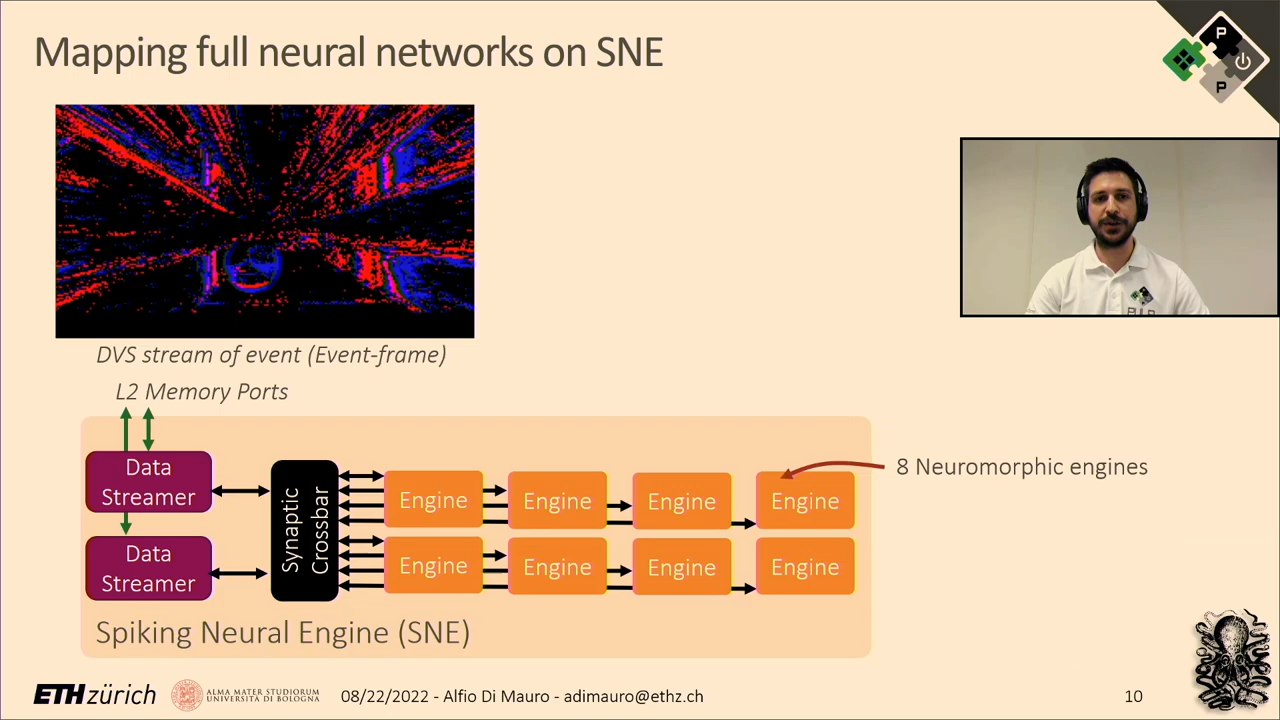 Mapping full neural networks on SNE
P
P
DVS stream of event (Event-frame)
L2 Memory Ports
Data
Streamer
Data
Streamer
Synaptic
Crossbar
Engine
Engine
Engine
Engine
Engine
Engine
Engine
Engine
8 Neuromorphic engines
Spiking Neural Engine (SNE)
ETH zürich
ALMA MATER STUDIORUM
UNIVERSITÀ DI BOLOGNA
08/22/2022 - Alfio Di Mauro - adimauro@ethz.ch
10